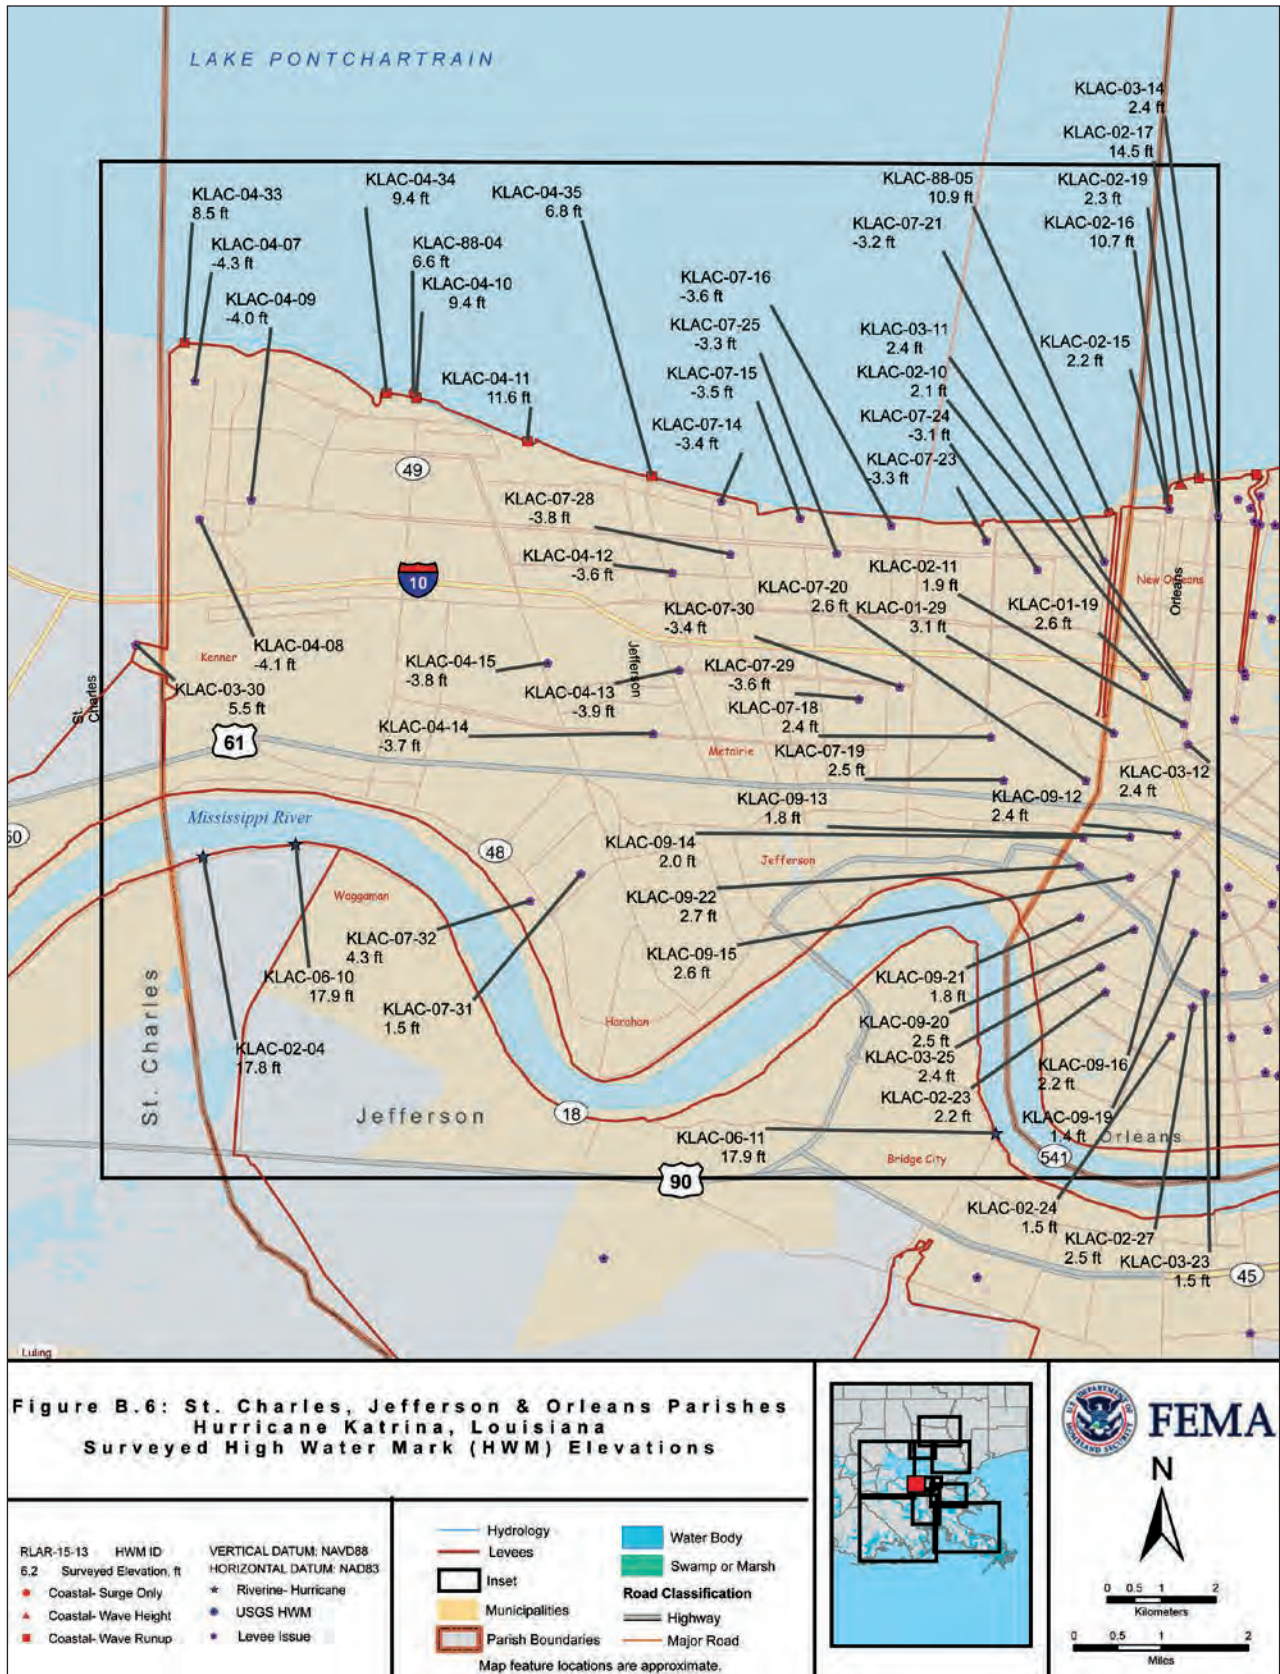 LAKE PONTCHARTRAIN
KLAC-03-14
2.4 ft
KLAC-02-17
14.5 ft
KLAC-04-33
8.5 ft
KLAC-04-34
9.4 ft
KLAC-04-35
6.8 ft
KLAC-88-05
10.9 ft
KLAC-02-19
2.3 ft
KLAC-04-07
-4.3 ft
KLAC-88-04
6.6 ft
KLAC-07-21
-3.2 ft
KLAC-02-16
10.7 ft
KLAC-04-09
-4.0 ft
KLAC-04-10
9.4 ft
KLAC-07-16
-3.6 ft
KLAC-07-25
-3.3 ft
KLAC-03-11
2.4 ft
KLAC-02-15
2.2 ft
KLAC-04-11
11.6 ft
KLAC-07-15
-3.5 ft
KLAC-02-10
2.1 ft
KLAC-07-14
-3.4 ft
KLAC-07-24
-3.1 ft
KLAC-07-23
-3.3 ft
49
KLAC-07-28
-3.8 ft
KLAC-04-12
-3.6 ft
10
KLAC-07-20
2.6 ft
KLAC-02-11
1.9 ft
New Orleans
Orleans
KLAC-07-30
-3.4 ft
KLAC-01-29
3.1 ft
KLAC-01-19
2.6 ft
KLAC-04-08
-4.1 ft
Kenner
KLAC-04-15
-3.8 ft
Jefferson
KLAC-07-29
-3.6 ft
KLAC-03-30
5.5 ft
St. Charles
KLAC-04-13
-3.9 ft
KLAC-07-18
2.4 ft
KLAC-04-14
-3.7 ft
61
Metairie
KLAC-07-19
2.5 ft
KLAC-03-12
2.4 ft
KLAC-09-13
1.8 ft
KLAC-09-12
2.4 ft
Mississippi River
50
48
KLAC-09-14
2.0 ft
Jefferson
KLAC-09-22
2.7 ft
Waggaman
KLAC-07-32
4.3 ft
KLAC-09-15
2.6 ft
KLAC-06-10
17.9 ft
KLAC-09-21
1.8 ft
KLAC-07-31
1.5 ft
Harahan
KLAC-09-20
2.5 ft
KLAC-02-04
17.8 ft
KLAC-03-25
2.4 ft
KLAC-09-16
2.2 ft
St. Charles
KLAC-02-23
2.2 ft
Jefferson
18
KLAC-09-19
1.4 ft
KLAC-06-11
17.9 ft
Orleans
Bridge City
541
90
KLAC-02-24
1.5 ft
KLAC-02-27
2.5 ft
KLAC-03-23
1.5 ft
45
Luling
Figure B.6: St. Charles, Jefferson & Orleans Parishes
Hurricane Katrina, Louisiana
Surveyed High Water Mark (HWM) Elevations
RLAR-15-13 HWM ID
6.2 Surveyed Elevation, ft
Coastal- Surge Only
Coastal- Wave Height
Coastal- Wave Runup
VERTICAL DATUM: NAVD88
HORIZONTAL DATUM: NAD83
Riverine- Hurricane
USGS HWM
Levee Issue
Hydrology
Levees
Inset
Municipalities
Parish Boundaries
Water Body
Swamp or Marsh
Road Classification
Highway
Major Road
Map feature locations are approximate.
U.S. DEPARTMENT OF HOMELAND SECURITY
FEMA
N
0 0.5 1 2
Kilometers
0 0.5 1 2
Miles